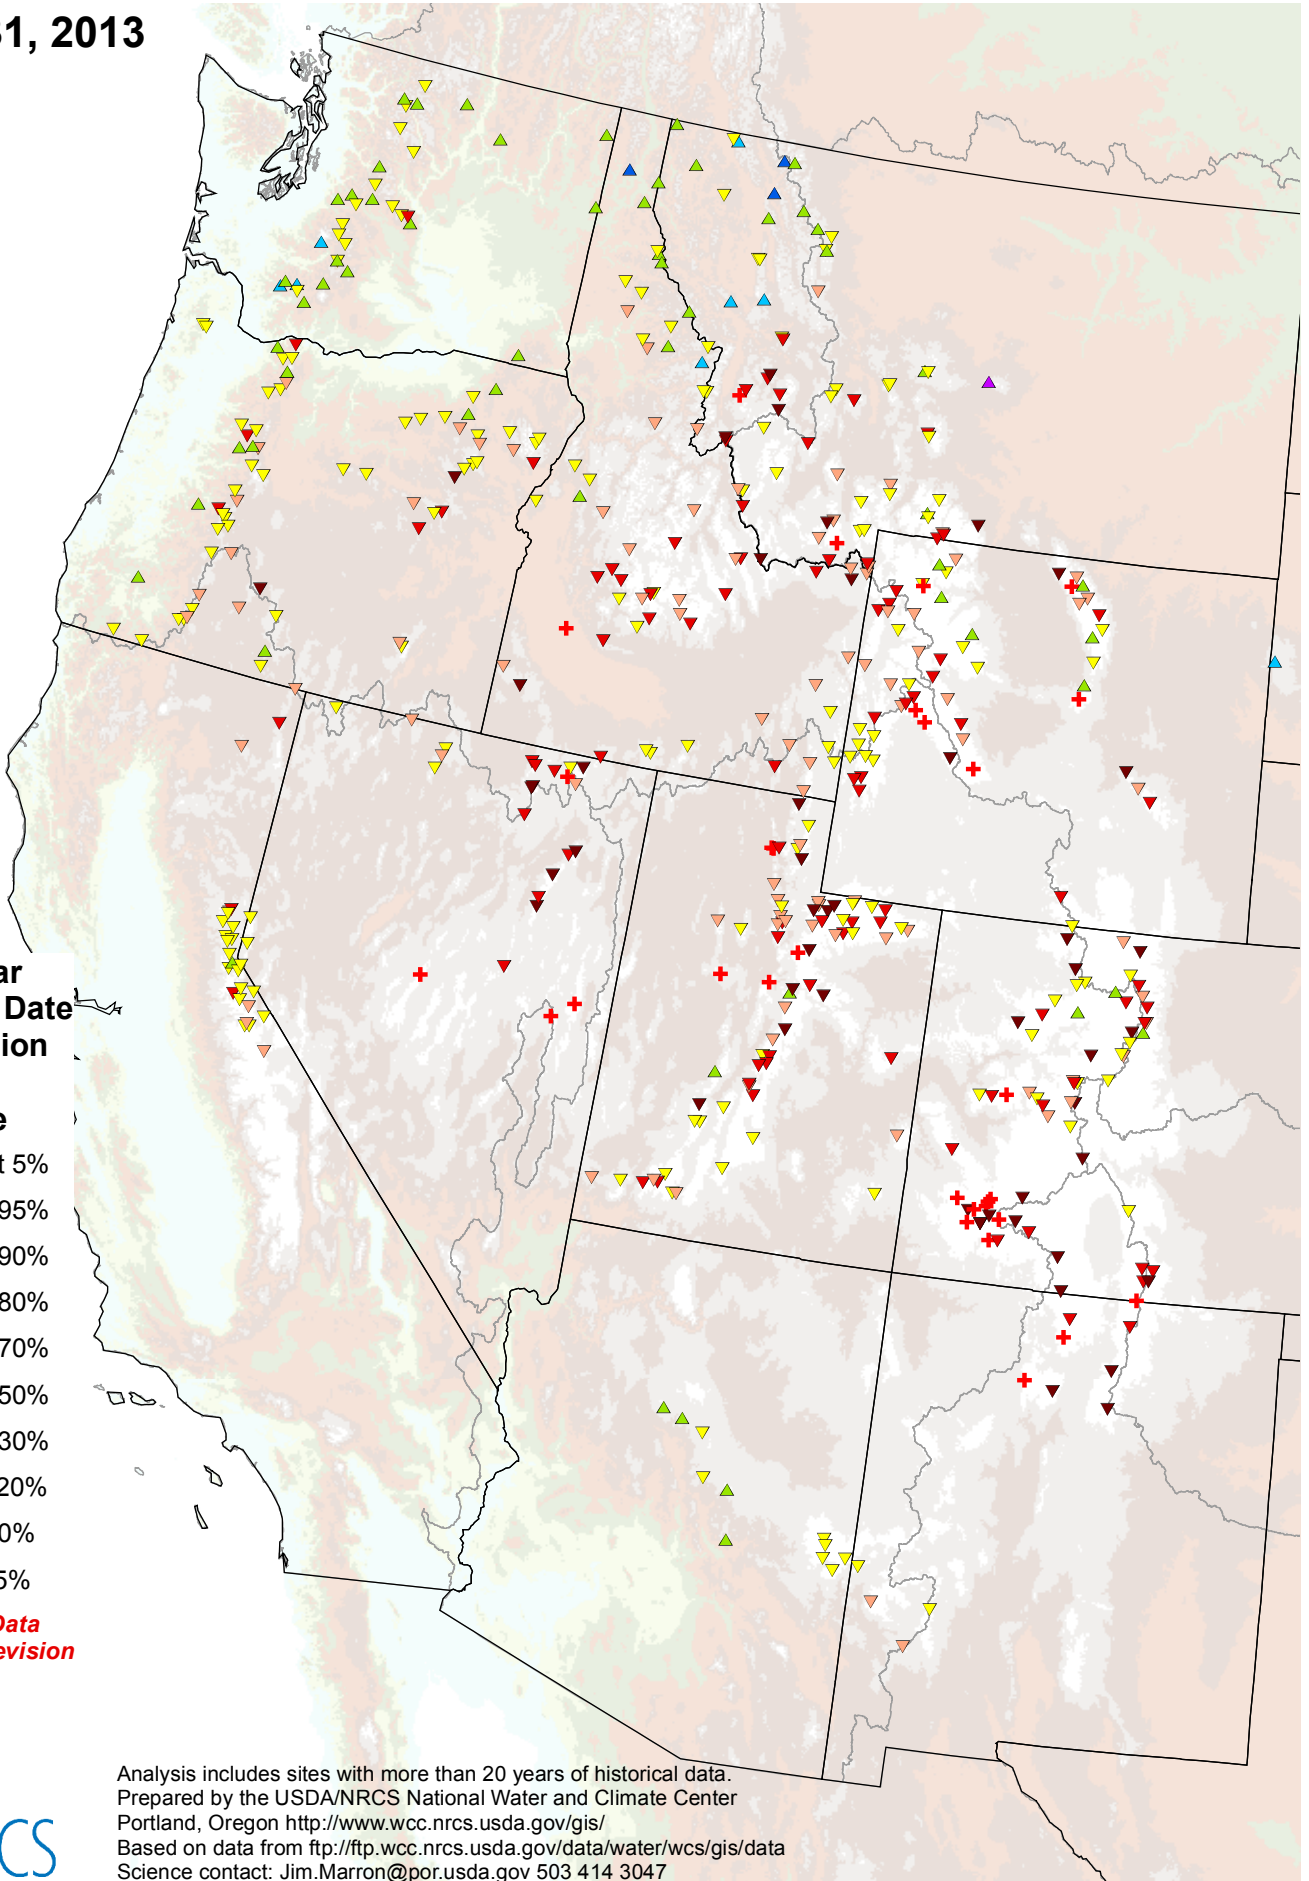 31, 2013
ar
Date
ion
e
t 5%
95%
90%
80%
70%
50%
30%
20%
0%
5%
Data
evision
Analysis includes sites with more than 20 years of historical data.
Prepared by the USDA/NRCS National Water and Climate Center
Portland, Oregon http://www.wcc.nrcs.usda.gov/gis/
Based on data from ftp://ftp.wcc.nrcs.usda.gov/data/water/wcs/gis/data
Science contact: Jim.Marron@por.usda.gov 503 414 3047
CS